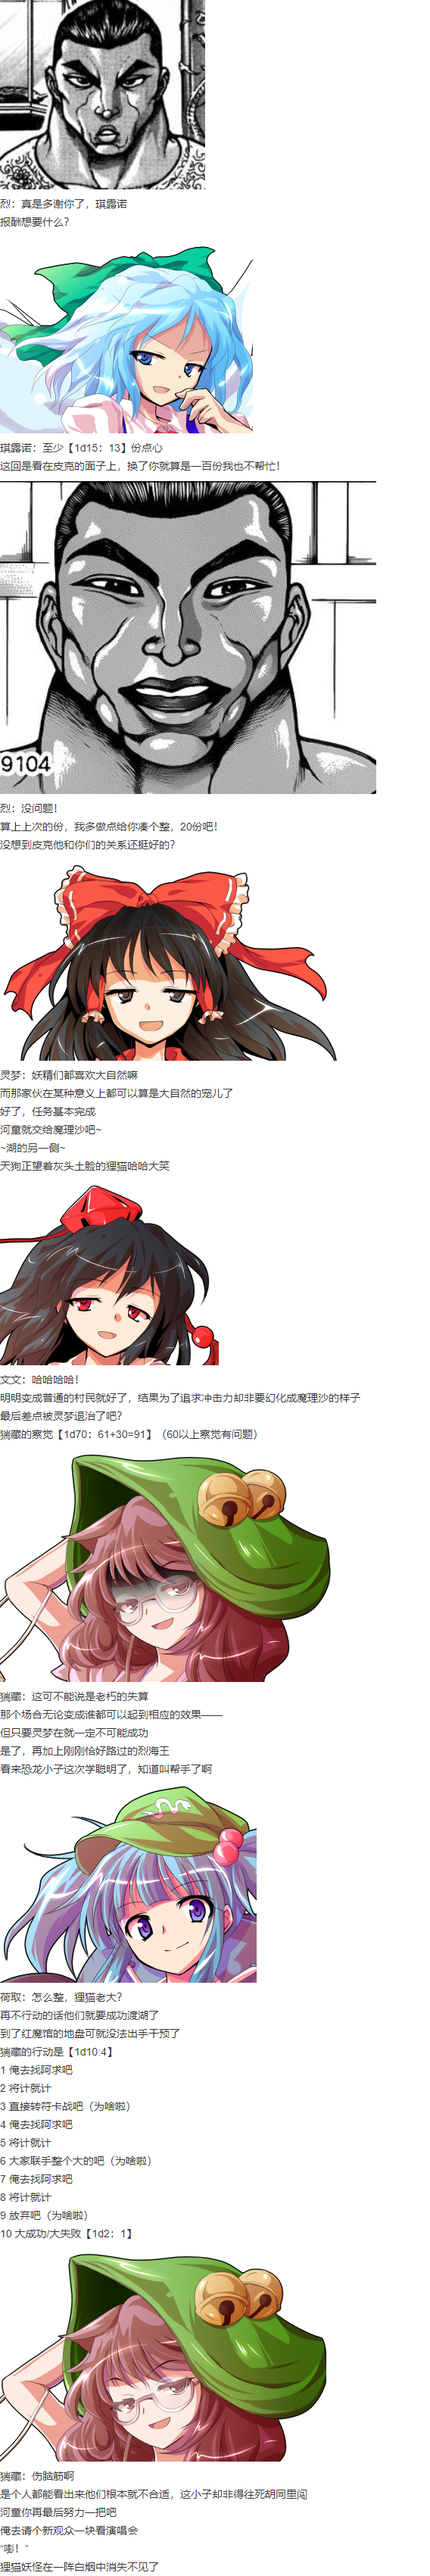 烈：真是多谢你了，琪露诺
报酬想要什么？
琪露诺：至少【1d15：13】份点心
这回是看在皮克的面子上，换了你就算是一百份我也不帮忙！
9104
烈：没问题！
算上上次的份，我多做点给你凑个整，20份吧！
没想到皮克他和你们的关系还挺好的？
灵梦：妖精们都喜欢大自然嘛
而那家伙在某种意义上都可以算是大自然的宠儿了
好了，任务基本完成
河童就交给魔理沙吧~
~湖的另一侧~
天狗正望着灰头土脸的狸猫哈哈大笑
文文：哈哈哈哈！
明明变成普通的村民就好了，结果为了追求冲击力却非要幻化成魔理沙的样子
最后差点被灵梦退治了吧？
猯藏的察觉【1d70：61+30=91】（60以上察觉有问题）
猯藏：这可不能说是老朽的失算
那个场合无论变成谁都可以起到相应的效果——
但只要灵梦在就一定不可能成功
是了，再加上刚刚恰好路过的烈海王
看来恐龙小子这次学聪明了，知道叫帮手了啊
荷取：怎么整，狸猫老大？
再不行动的话他们就要成功渡湖了
到了红魔馆的地盘可就没法出手干预了
猯藏的行动是【1d10:4】
1 俺去找阿求吧
2 将计就计
3 直接转符卡战吧（为啥啦）
4 俺去找阿求吧
5 将计就计
6 大家联手整个大的吧（为啥啦）
7 俺去找阿求吧
8 将计就计
9 放弃吧（为啥啦）
10 大成功/大失败【1d2：1】
猯藏：伤脑筋啊
是个人都能看出来他们根本就不合适，这小子却非得往死胡同里闯
河童你再最后努力一把吧
俺去请个新观众一块看演唱会
“嘭！”
狸猫妖怪在一阵白烟中消失不见了